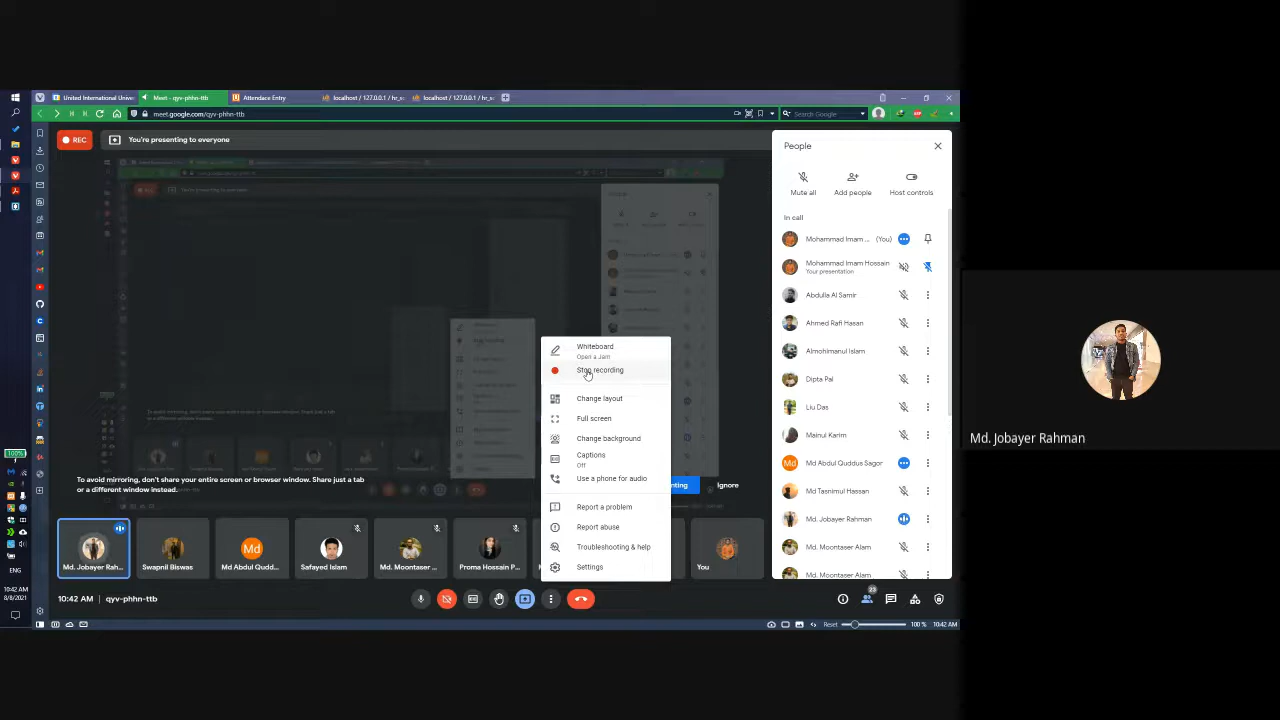 United International Univer
Meet - qyv-phhn-ttb
Attendace Entry
localhost / 127.0.0.1 / hr_s
localhost / 127.0.0.1 / hr_s
meet.google.com/qyv-phhn-ttb
Search Google
REC
You're presenting to everyone
People
Mute all
Add people
Host controls
In call
Mohammad Imam ... (You)
Mohammad Imam Hossain
Your presentation
Abdulla Al Samir
Ahmed Rafi Hasan
Almohimanul Islam
Dipta Pal
Liu Das
Mainul Karim
Md Abdul Quddus Sagor
Md Tasnimul Hassan
Md. Jobayer Rahman
Md. Moontaser Alam
Md. Moontaser Alam
Whiteboard
Open a Jam
Stop recording
Change layout
Full screen
Change background
Captions
Off
Use a phone for audio
Report a problem
Report abuse
Troubleshooting & help
Settings
To avoid mirroring, don't share your entire screen or browser window. Share just a tab
or a different window instead.
nting
Ignore
Md. Jobayer Rah...
Swapnil Biswas
Md
Md Abdul Qudd...
Safayed Islam
Md. Moontaser ...
Proma Hossain P...
You
10:42 AM | qyv-phhn-ttb
23
100%
ENG
10:42 AM
8/8/2021
Reset
100 %
10:42 AM
Md. Jobayer Rahman